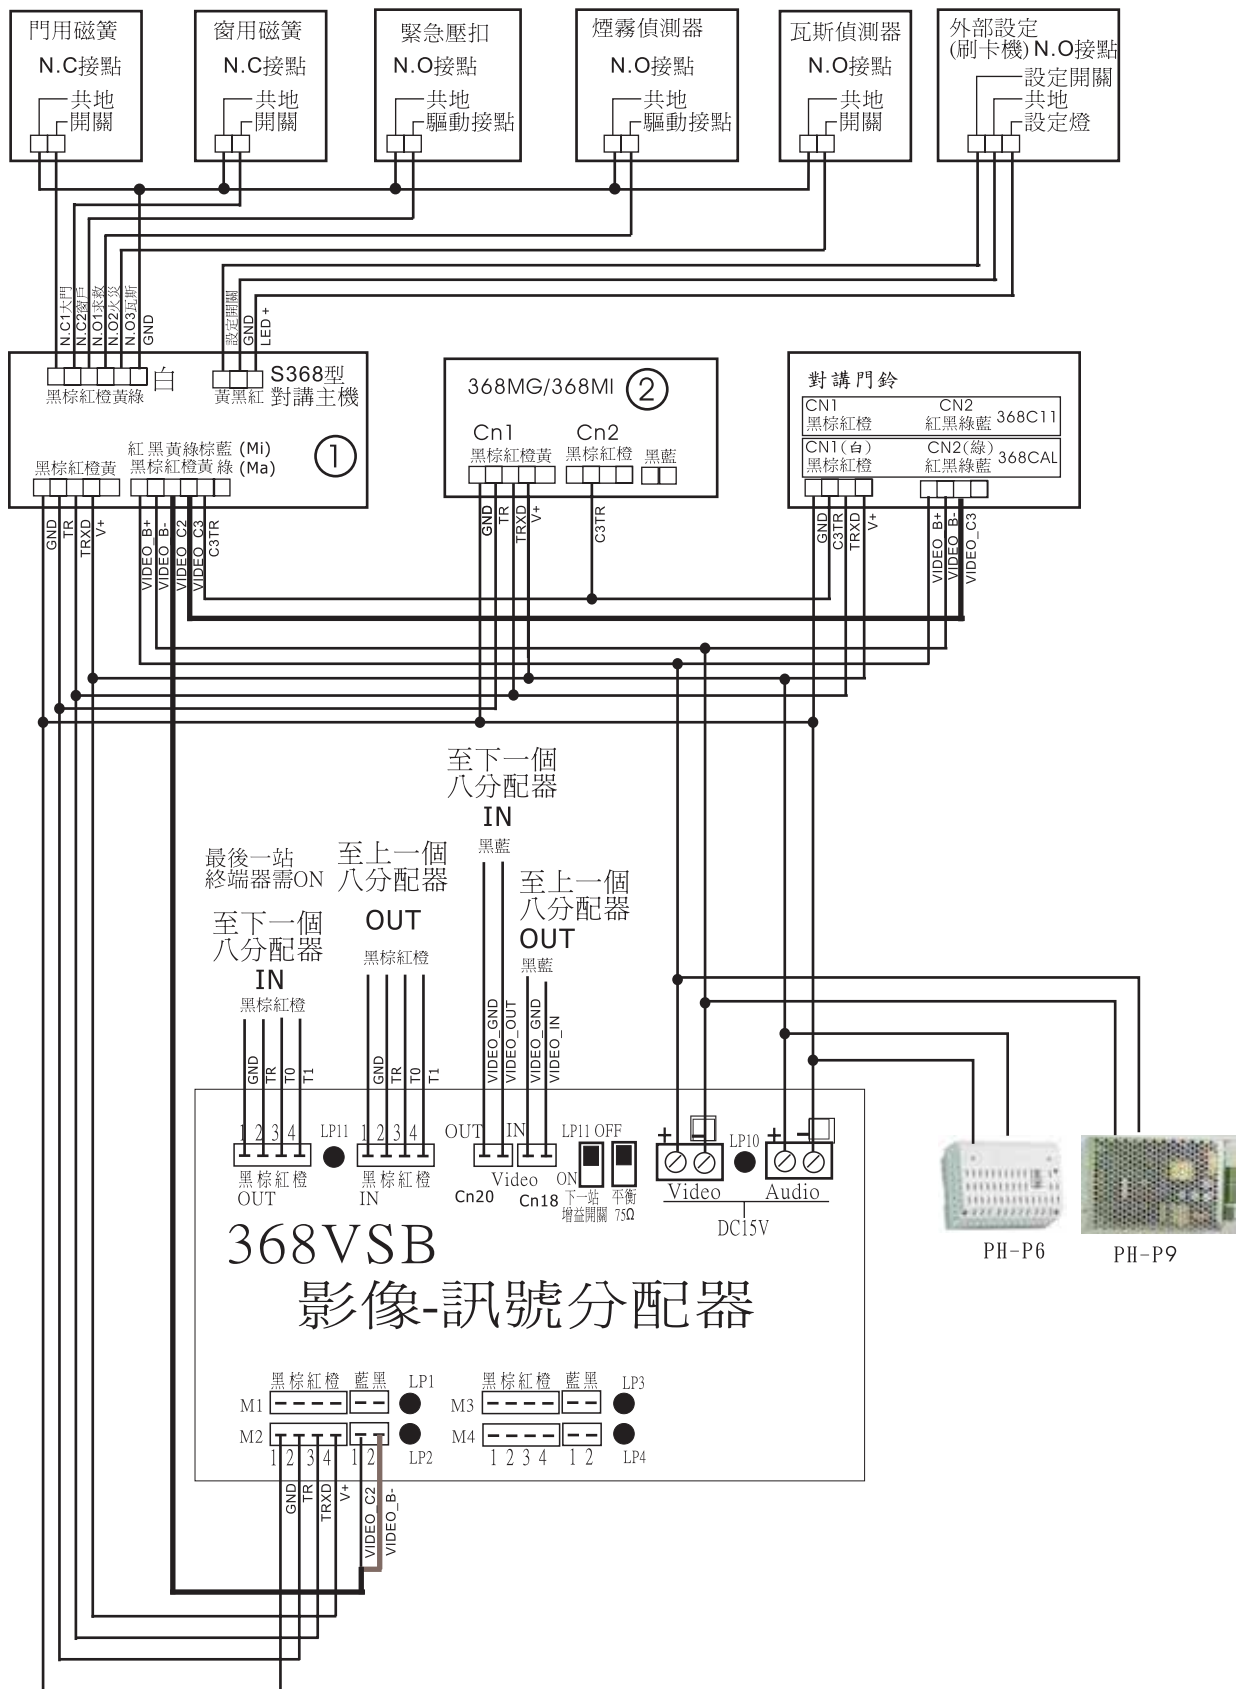 門用磁簧
N.C接點
共地
開關
窗用磁簧
N.C接點
共地
開關
緊急壓扣
N.O接點
共地
驅動接點
煙霧偵測器
N.O接點
共地
驅動接點
瓦斯偵測器
N.O接點
共地
開關
外部設定
(刷卡機) N.O接點
設定開關
共地
設定燈
N.C1大門
N.C2窗戶
N.O1求救
N.O2火災
N.O3瓦斯
GND
設定開關
GND
LED +
白
黑棕紅橙黃綠
黃黑紅
S368型
對講主機
①
紅黑黃綠棕藍 (Mi)
黑棕紅橙黃綠 (Ma)
黑棕紅橙黃
GND
TR
TRXD
V+
VIDEO_B+
VIDEO_B-
VIDEO_C2
VIDEO_C3
C3TR
368MG/368MI ②
Cn1
黑棕紅橙黃
Cn2
黑棕紅橙
黑藍
GND
TR
TRXD
V+
C3TR
對講門鈴
CN1
黑棕紅橙
CN2
紅黑綠藍
368C11
CN1(白)
黑棕紅橙
CN2(綠)
紅黑綠藍
368CAL
GND
C3TR
TRXD
V+
VIDEO_B+
VIDEO_B-
VIDEO_C3
至下一個
八分配器
IN
黑藍
最後一站
終端器需ON
至上一個
八分配器
OUT
黑棕紅橙
至上一個
八分配器
OUT
黑藍
至下一個
八分配器
IN
黑棕紅橙
GND
TR
T0
T1
GND
TR
T0
T1
VIDEO_GND
VIDEO_OUT
VIDEO_GND
VIDEO_IN
1 2 3 4
LP11
1 2 3 4
OUT
IN
LP11 OFF
+ -
LP10
+ -
黑棕紅橙
OUT
黑棕紅橙
IN
Video
Cn20
Cn18
ON
下一站
增益開關
平衡
75Ω
Video
Audio
DC15V
PH-P6
PH-P9
368VSB
影像-訊號分配器
黑棕紅橙
藍黑
LP1
M1
M2
LP2
1 2 3 4
1 2
黑棕紅橙
藍黑
LP3
M3
M4
LP4
1 2 3 4
1 2
GND
TR
TRXD
V+
VIDEO_C2
VIDEO_B-